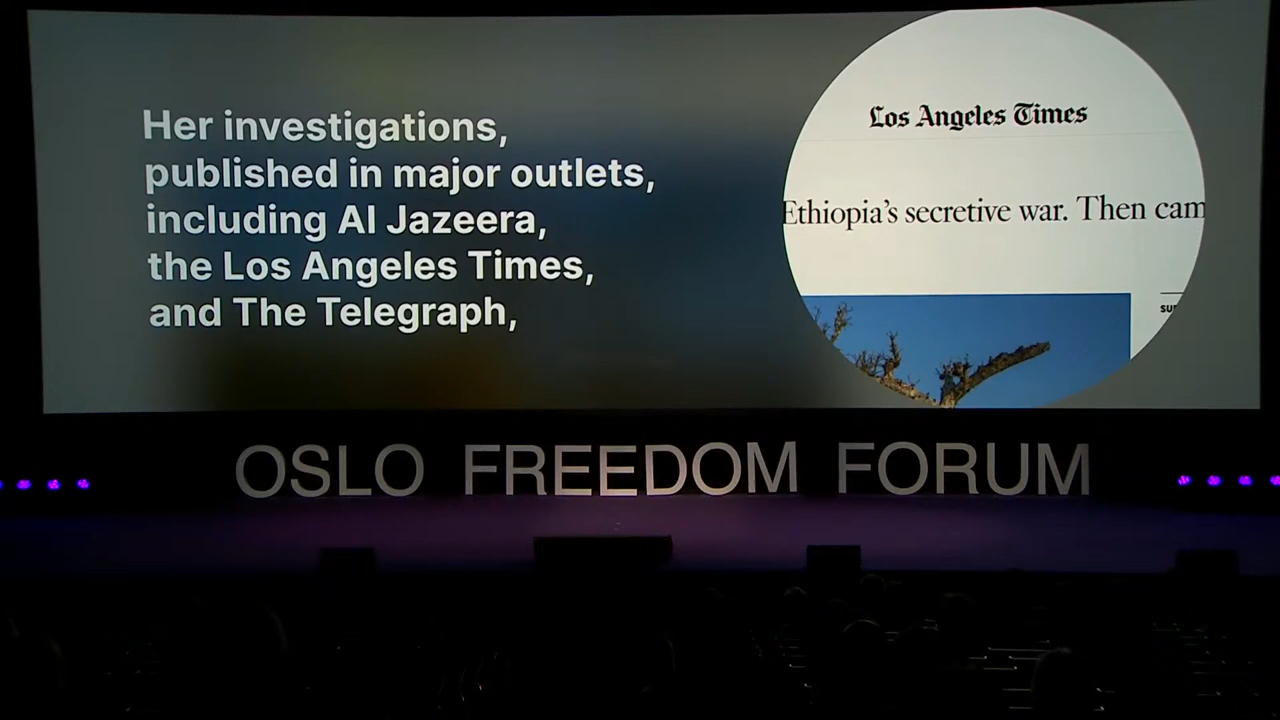 Her investigations,
published in major outlets,
including Al Jazeera,
the Los Angeles Times,
and The Telegraph,
Los Angeles Times
Ethiopia's secretive war. Then cam
OSLO FREEDOM FORUM